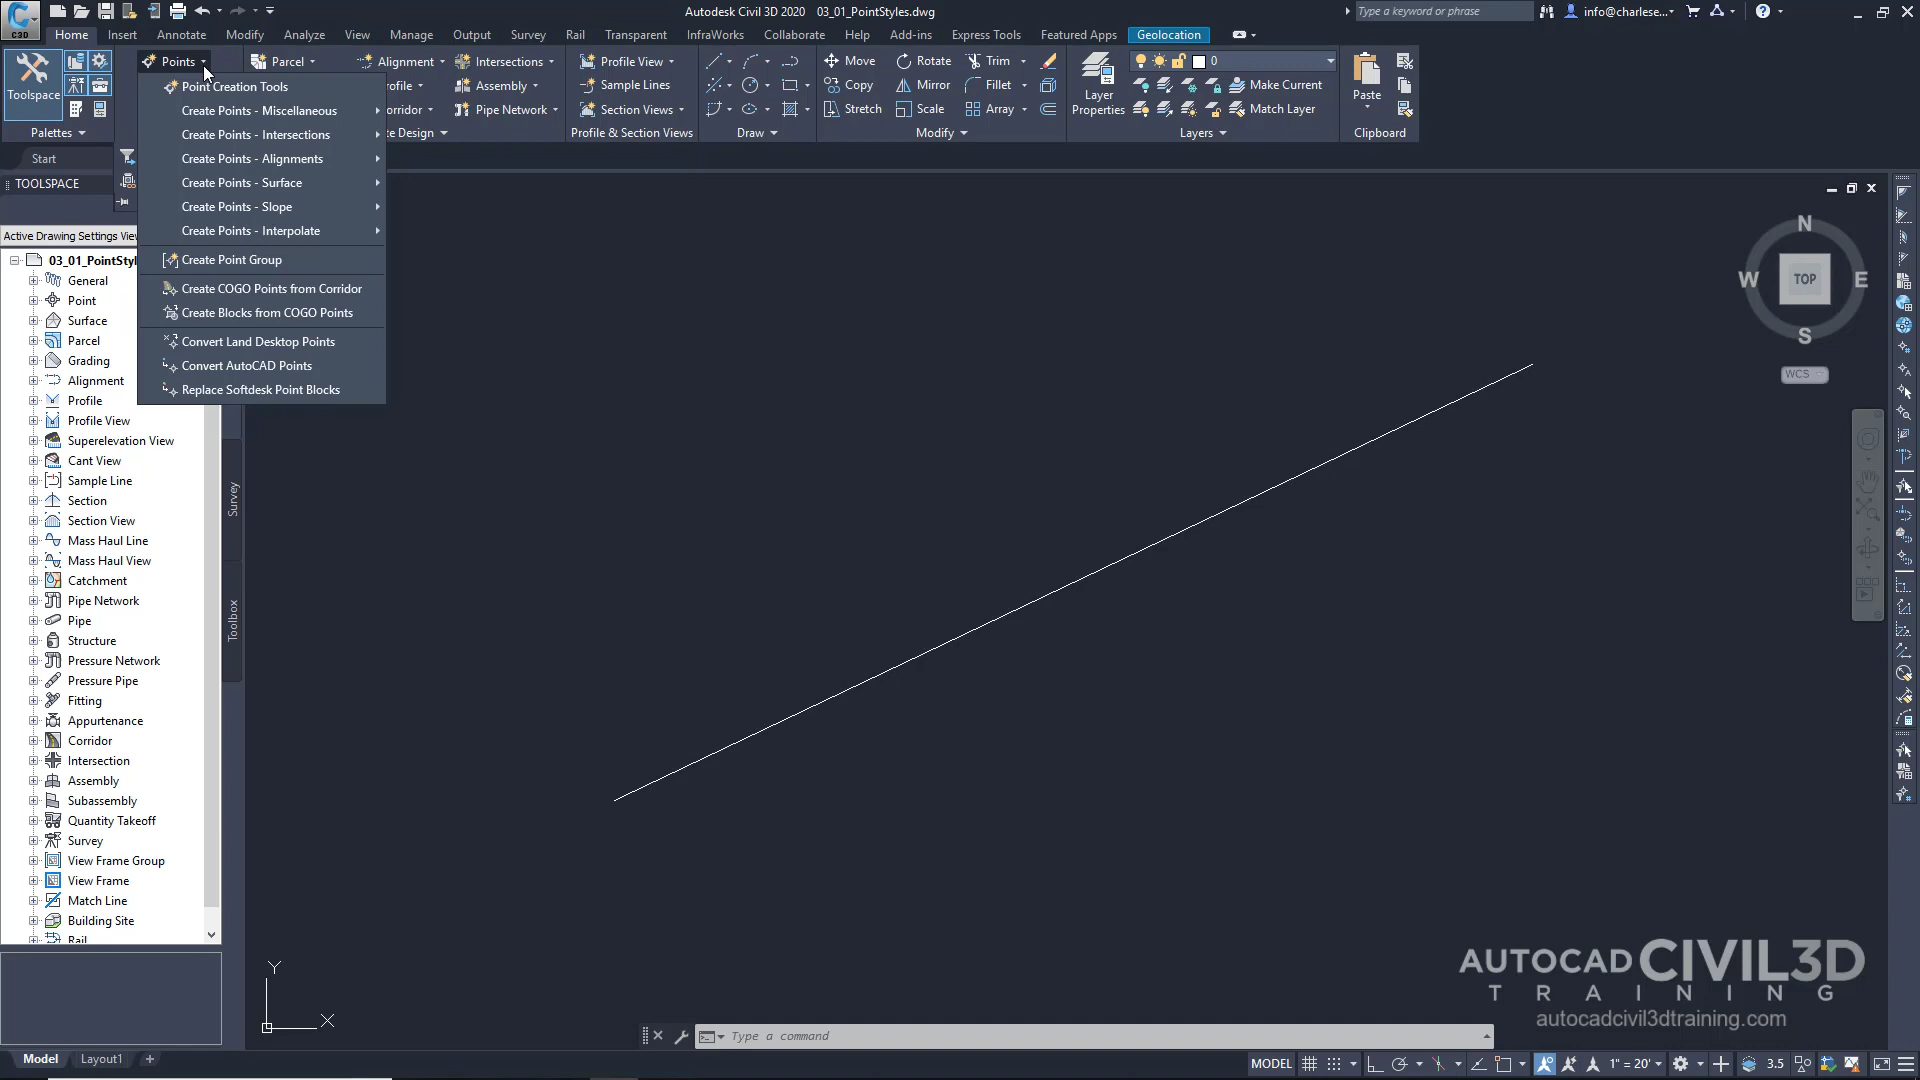 Autodesk Civil 3D 2020 03_01_PointStyles.dwg
Type a keyword or phrase
info@charlese...
C3D
Home Insert Annotate Modify Analyze View Manage Output Survey Rail Transparent InfraWorks Collaborate Help Add-ins Express Tools Featured Apps Geolocation
Toolspace
Palettes
Points Parcel Alignment Intersections
rofile Assembly
orridor Pipe Network
te Design
Profile View
Sample Lines
Section Views
Profile & Section Views
Draw
Move Rotate Trim
Copy Mirror Fillet
Stretch Scale Array
Modify
Layer
Properties
0
Make Current
Match Layer
Layers
Paste
Clipboard
Point Creation Tools
Create Points - Miscellaneous
Create Points - Intersections
Create Points - Alignments
Create Points - Surface
Create Points - Slope
Create Points - Interpolate
Create Point Group
Create COGO Points from Corridor
Create Blocks from COGO Points
Convert Land Desktop Points
Convert AutoCAD Points
Replace Softdesk Point Blocks
Start
TOOLSPACE
Active Drawing Settings Viev
03_01_PointStyl
General
Point
Surface
Parcel
Grading
Alignment
Profile
Profile View
Superelevation View
Cant View
Sample Line
Section
Section View
Mass Haul Line
Mass Haul View
Catchment
Pipe Network
Pipe
Structure
Pressure Network
Pressure Pipe
Fitting
Appurtenance
Corridor
Intersection
Assembly
Subassembly
Quantity Takeoff
Survey
View Frame Group
View Frame
Match Line
Building Site
Rail
Survey
Toolbox
N
W TOP E
S
WCS
Y
X
AUTOCAD CIVIL3D
TRAINING
autocadcivil3dtraining.com
Type a command
Model Layout1 +
MODEL 1" = 20' 3.5